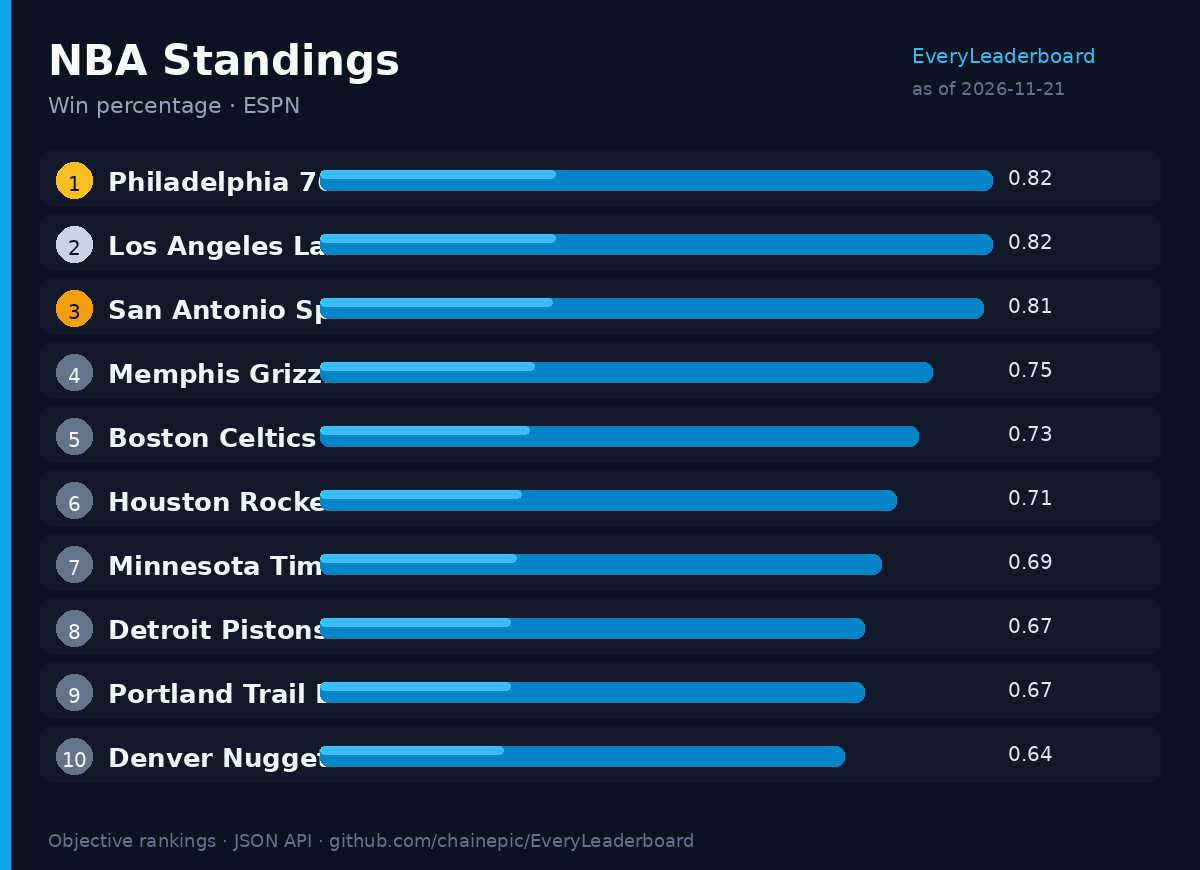 NBA Standings
Win percentage · ESPN
EveryLeaderboard
as of 2026-11-21
1 Philadelphia 7 0.82
2 Los Angeles La 0.82
3 San Antonio Sp 0.81
4 Memphis Grizz 0.75
5 Boston Celtics 0.73
6 Houston Rocke 0.71
7 Minnesota Tim 0.69
8 Detroit Pistons 0.67
9 Portland Trail 0.67
10 Denver Nugget 0.64
Objective rankings · JSON API · github.com/chainepic/EveryLeaderboard